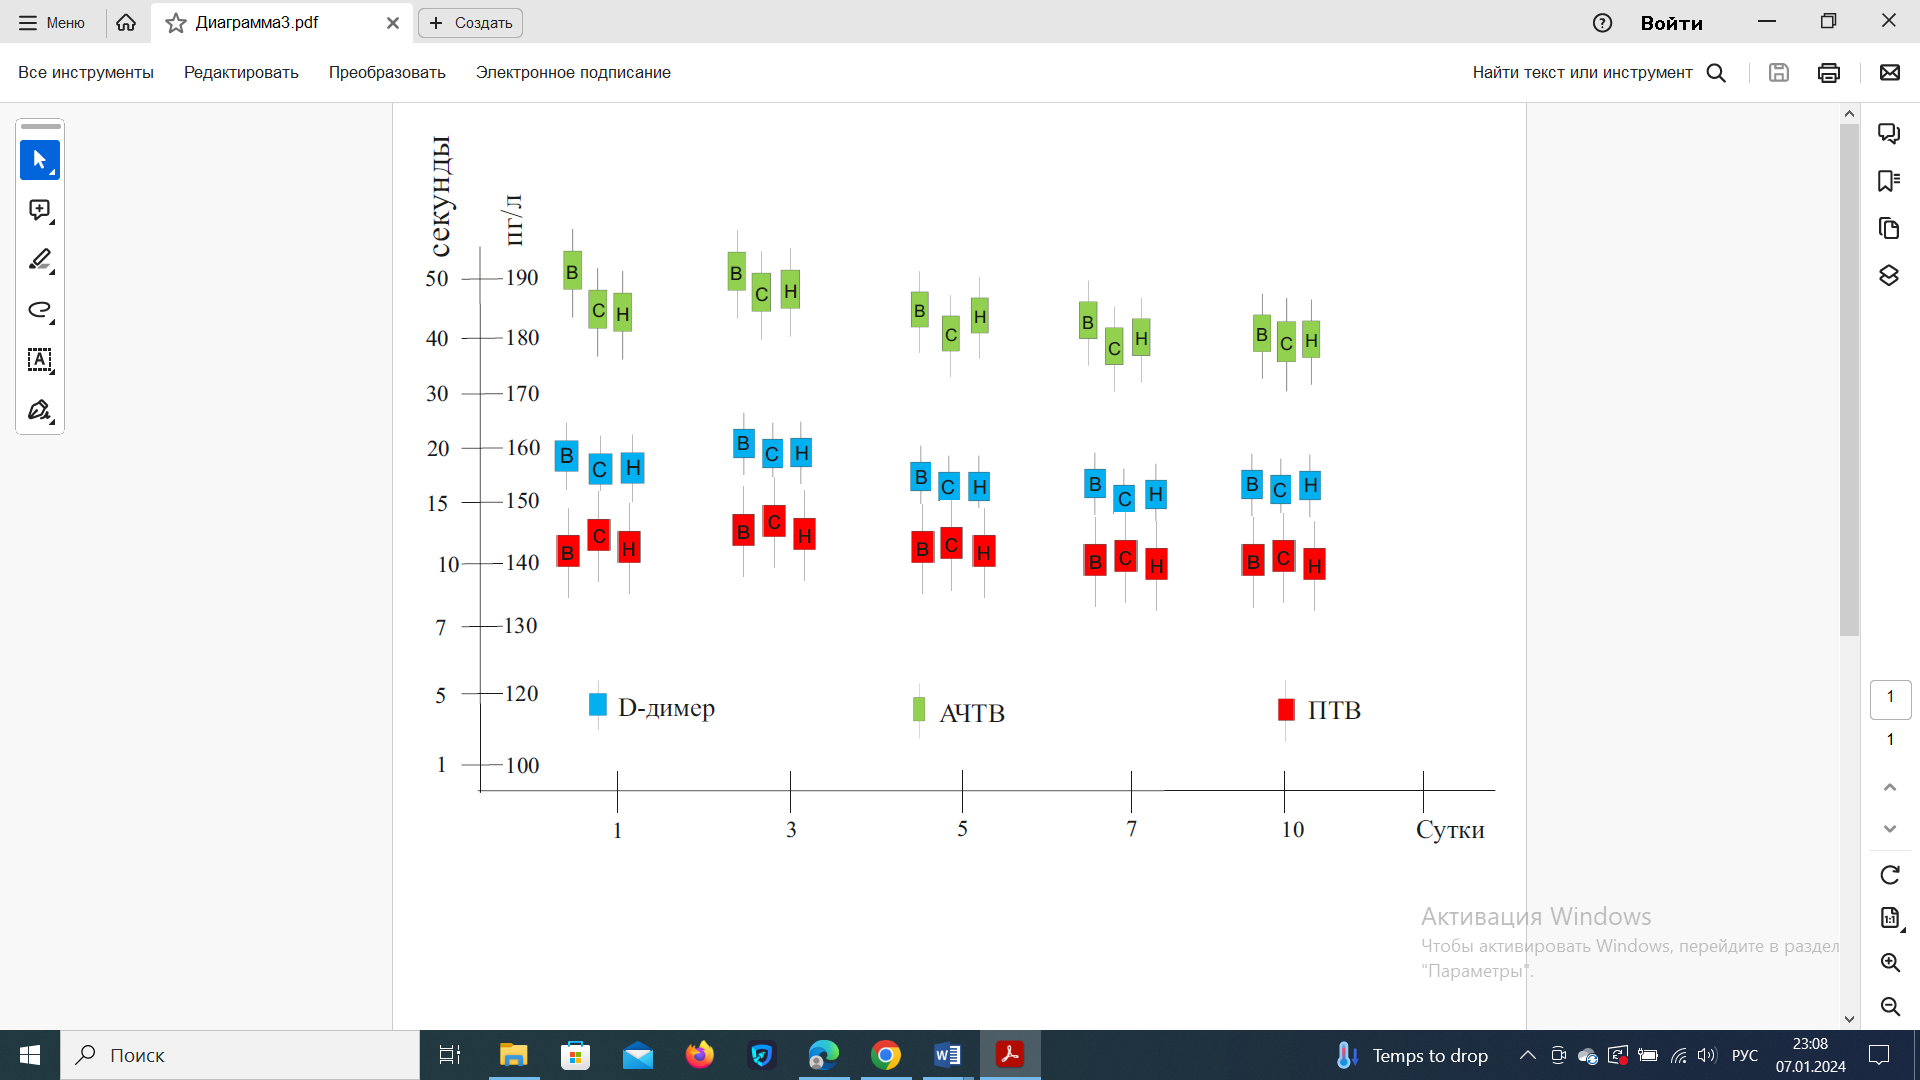 Меню
Диаграмма3.pdf
Создать
Войти
Все инструменты Редактировать Преобразовать Электронное подписание
Найти текст или инструмент
секунды
пг/л
50 190
40 180
30 170
20 160
15 150
10 140
7 130
5 120
1 100
В С Н В С Н В С Н В С Н В С Н
В С Н В С Н В С Н В С Н В С Н
В С Н В С Н В С Н В С Н В С Н
D-димер АЧТВ ПТВ
1 3 5 7 10 Сутки
1
1
Активация Windows
Чтобы активировать Windows, перейдите в раздел
"Параметры".
Поиск
Temps to drop
РУС
23:08
07.01.2024